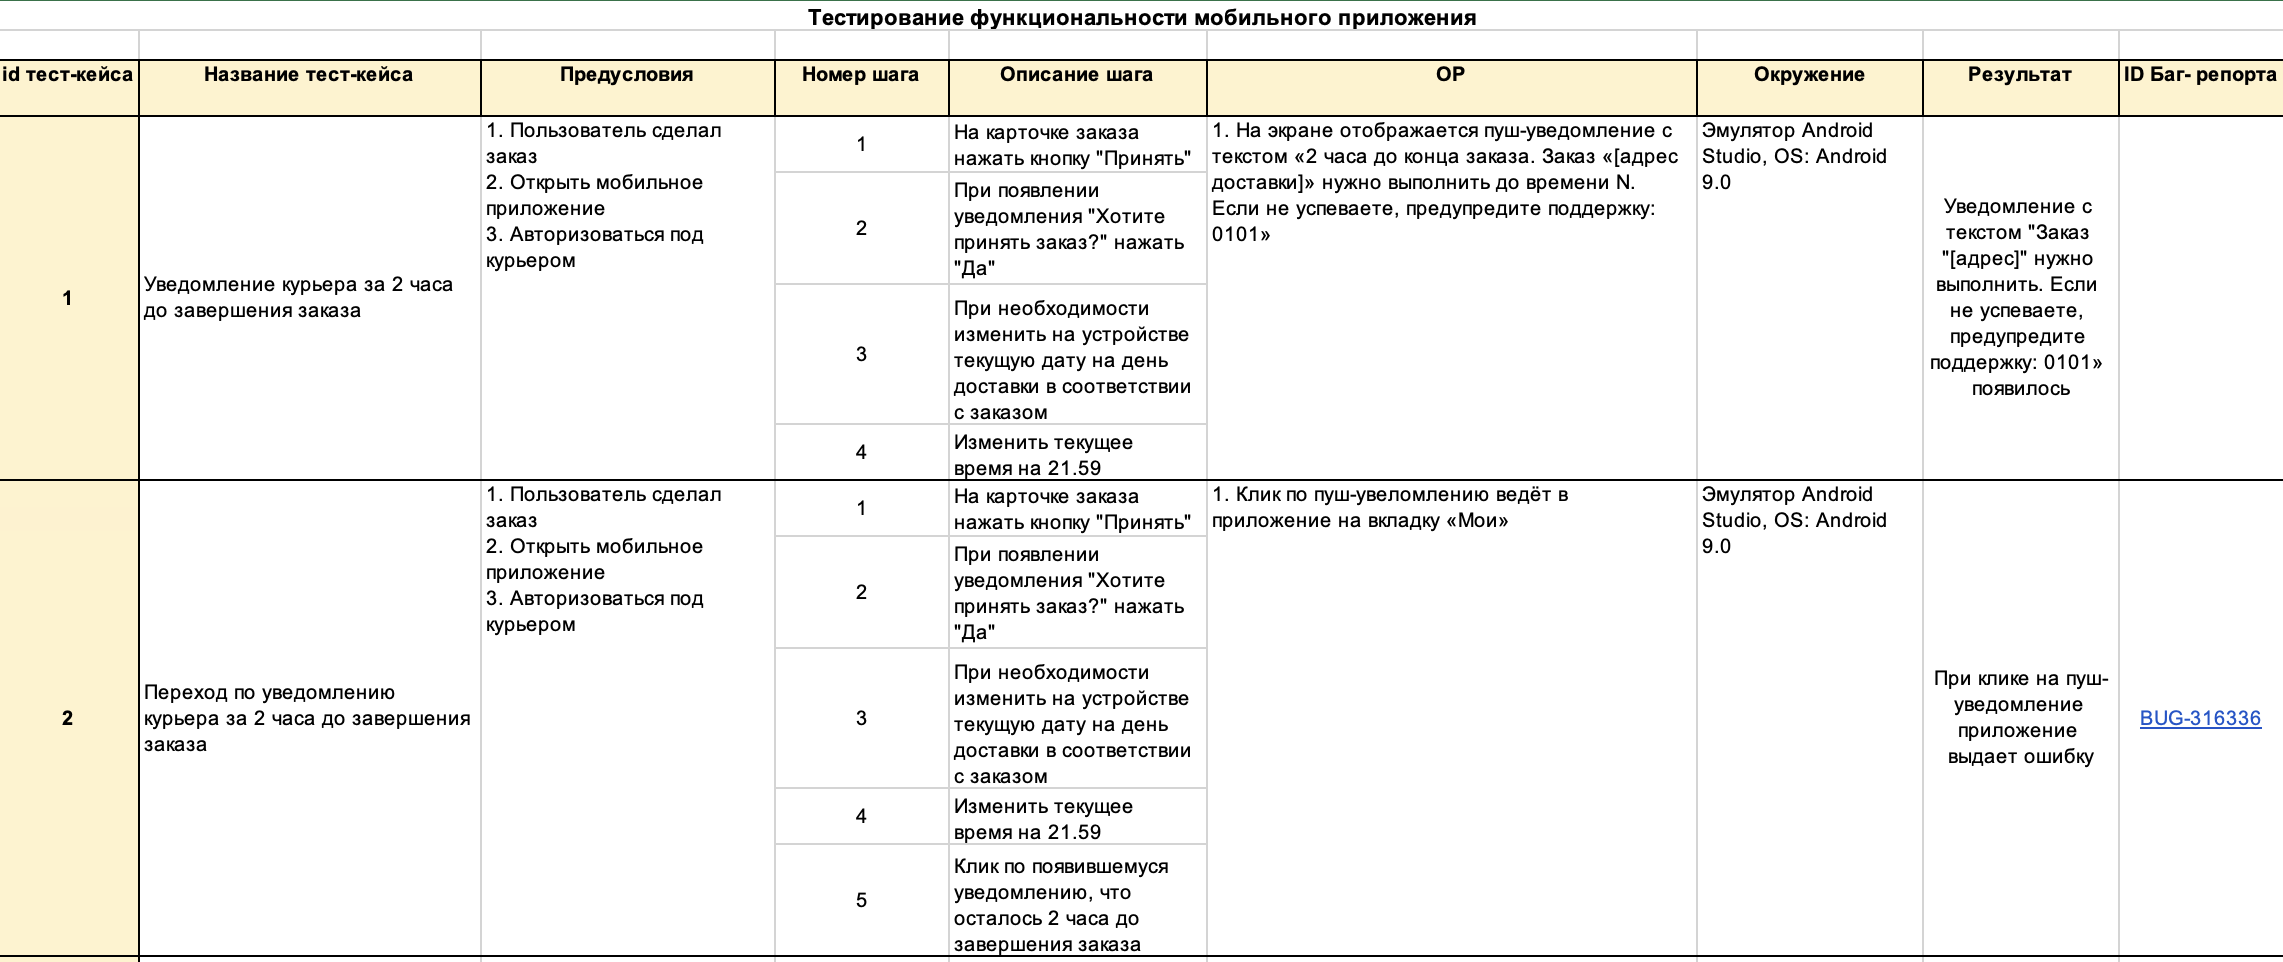 Тестирование функциональности мобильного приложения
id тест-кейса
Название тест-кейса
Предусловия
Номер шага
Описание шага
ОР
Окружение
Результат
ID Баг- репорта
1
Уведомление курьера за 2 часа
до завершения заказа
1. Пользователь сделал
заказ
2. Открыть мобильное
приложение
3. Авторизоваться под
курьером
1
На карточке заказа
нажать кнопку "Принять"
2
При появлении
уведомления "Хотите
принять заказ?" нажать
"Да"
3
При необходимости
изменить на устройстве
текущую дату на день
доставки в соответствии
с заказом
4
Изменить текущее
время на 21.59
1. На экране отображается пуш-уведомление с
текстом «2 часа до конца заказа. Заказ «[адрес
доставки]» нужно выполнить до времени N.
Если не успеваете, предупредите поддержку:
0101»
Эмулятор Android
Studio, OS: Android
9.0
Уведомление с
текстом "Заказ
"[адрес]" нужно
выполнить. Если
не успеваете,
предупредите
поддержку: 0101»
появилось
2
Переход по уведомлению
курьера за 2 часа до завершения
заказа
1. Пользователь сделал
заказ
2. Открыть мобильное
приложение
3. Авторизоваться под
курьером
1
На карточке заказа
нажать кнопку "Принять"
2
При появлении
уведомления "Хотите
принять заказ?" нажать
"Да"
3
При необходимости
изменить на устройстве
текущую дату на день
доставки в соответствии
с заказом
4
Изменить текущее
время на 21.59
5
Клик по появившемуся
уведомлению, что
осталось 2 часа до
завершения заказа
1. Клик по пуш-увеломлению ведёт в
приложение на вкладку «Мои»
Эмулятор Android
Studio, OS: Android
9.0
При клике на пуш-
уведомление
приложение
выдает ошибку
BUG-316336